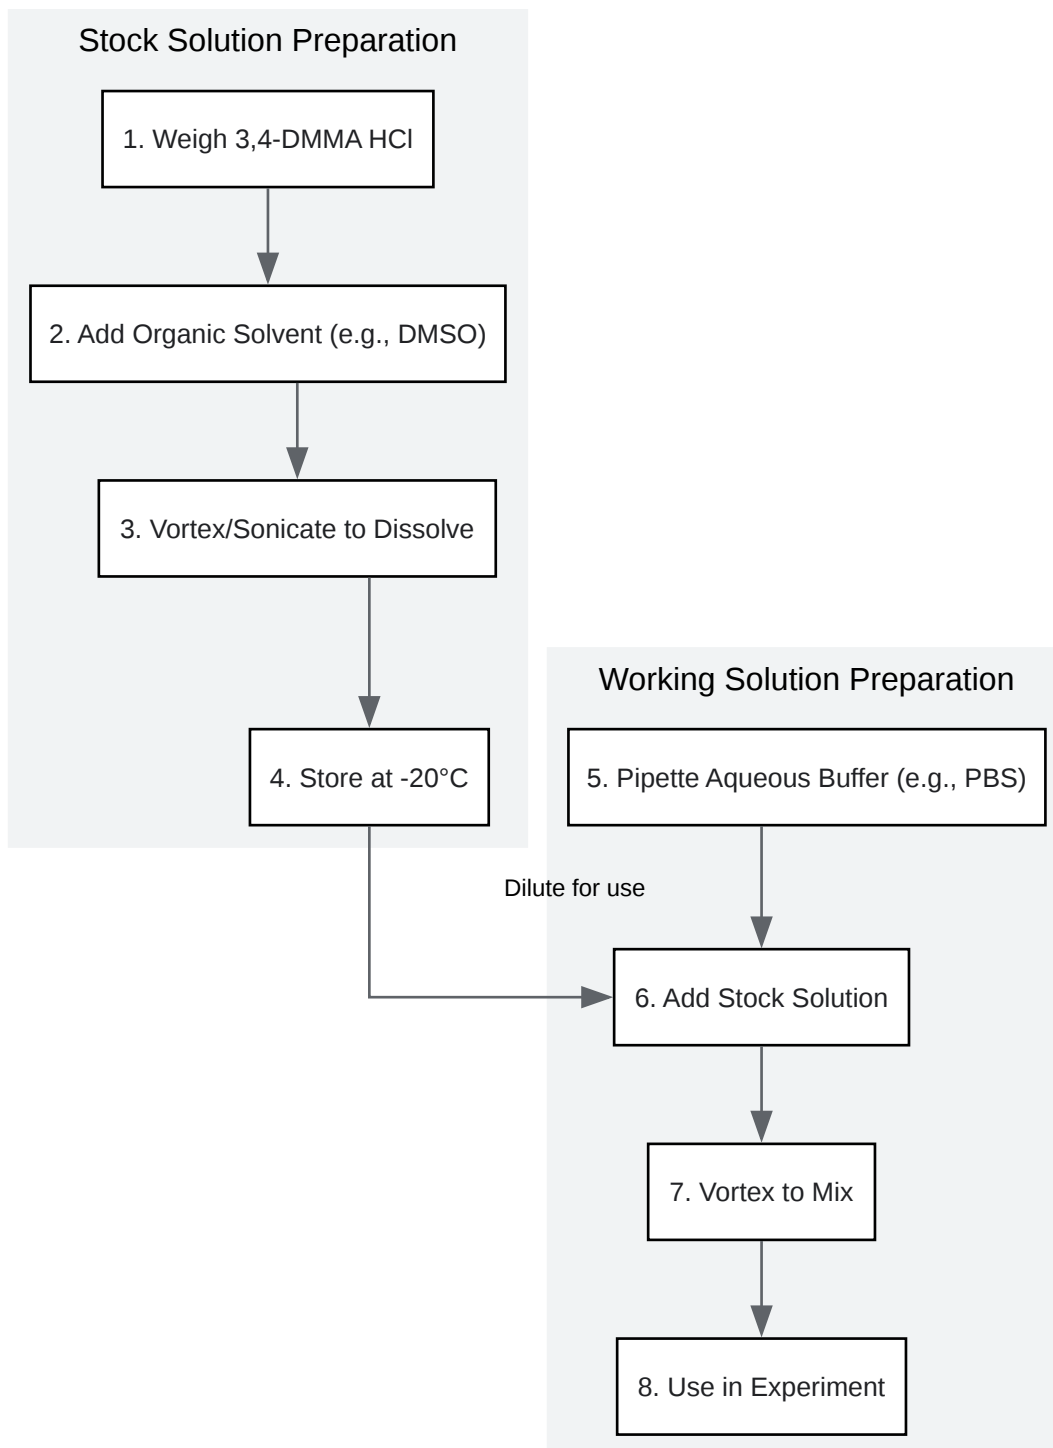 Stock Solution Preparation
1. Weigh 3,4-DMMA HCl
2. Add Organic Solvent (e.g., DMSO)
3. Vortex/Sonicate to Dissolve
4. Store at -20°C
Working Solution Preparation
5. Pipette Aqueous Buffer (e.g., PBS)
Dilute for use
6. Add Stock Solution
7. Vortex to Mix
8. Use in Experiment